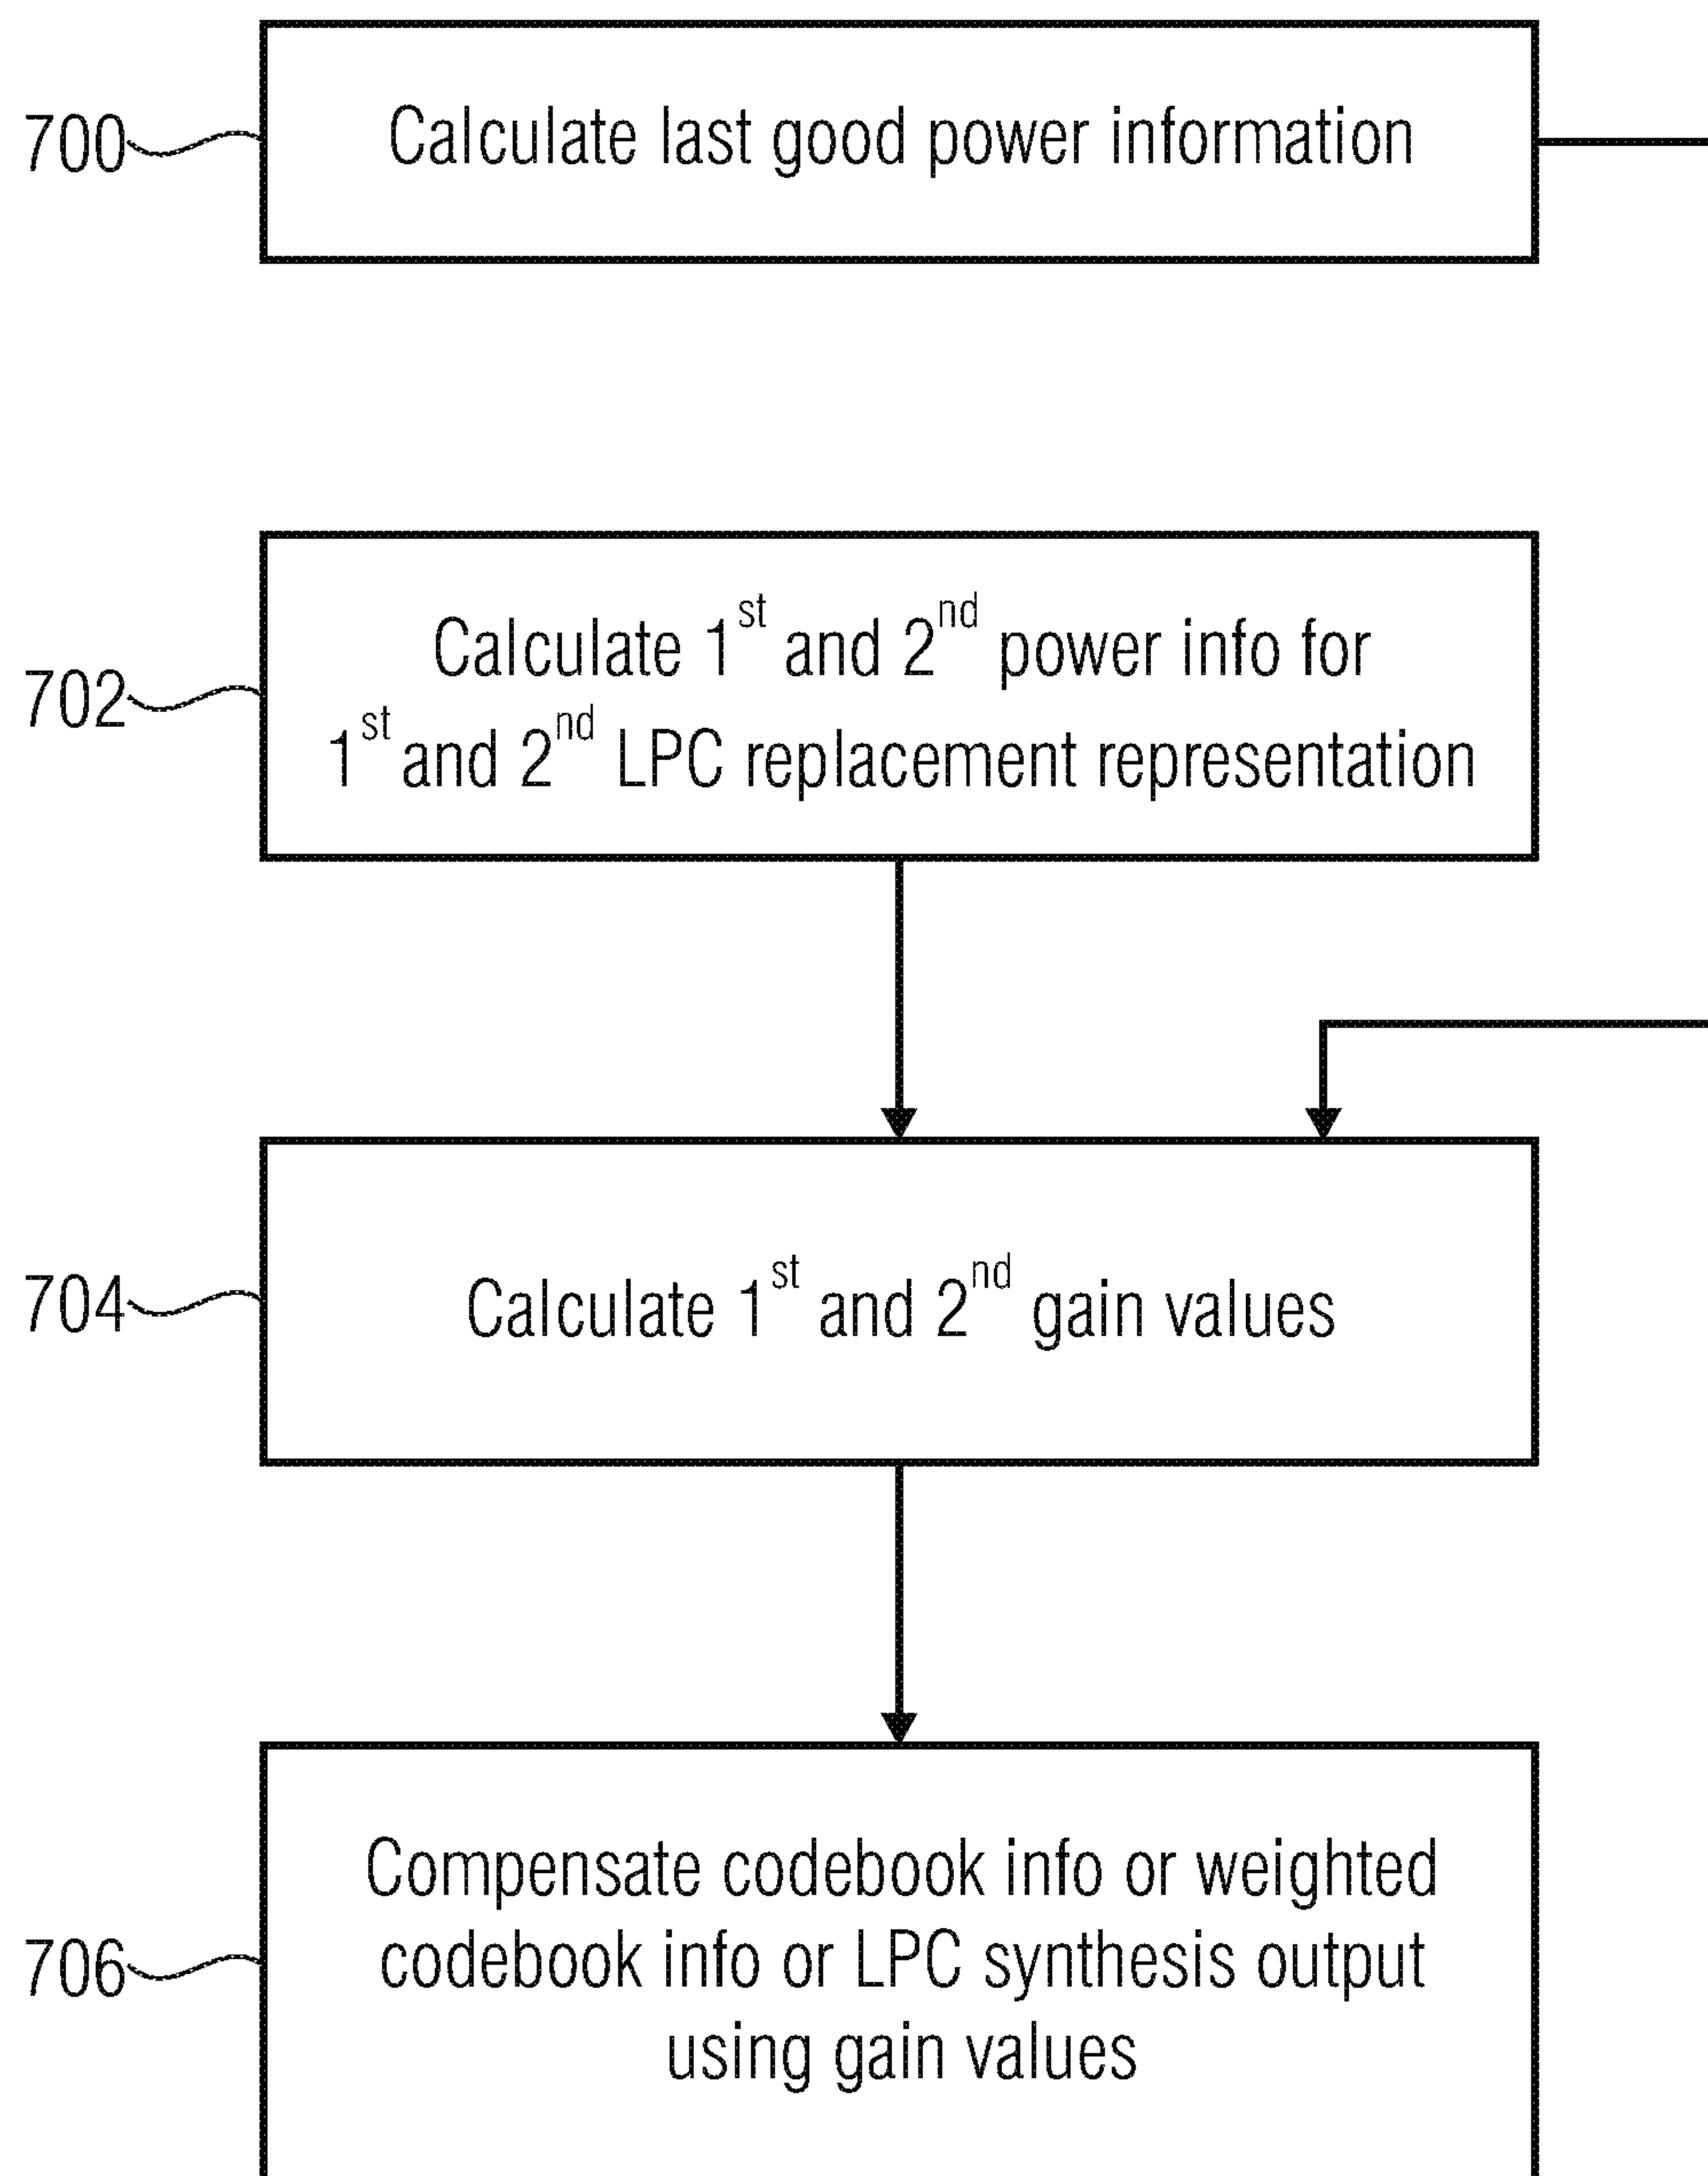 700
Calculate last good power information
702
Calculate 1st and 2nd power info for
1st and 2nd LPC replacement representation
704
Calculate 1st and 2nd gain values
706
Compensate codebook info or weighted
codebook info or LPC synthesis output
using gain values